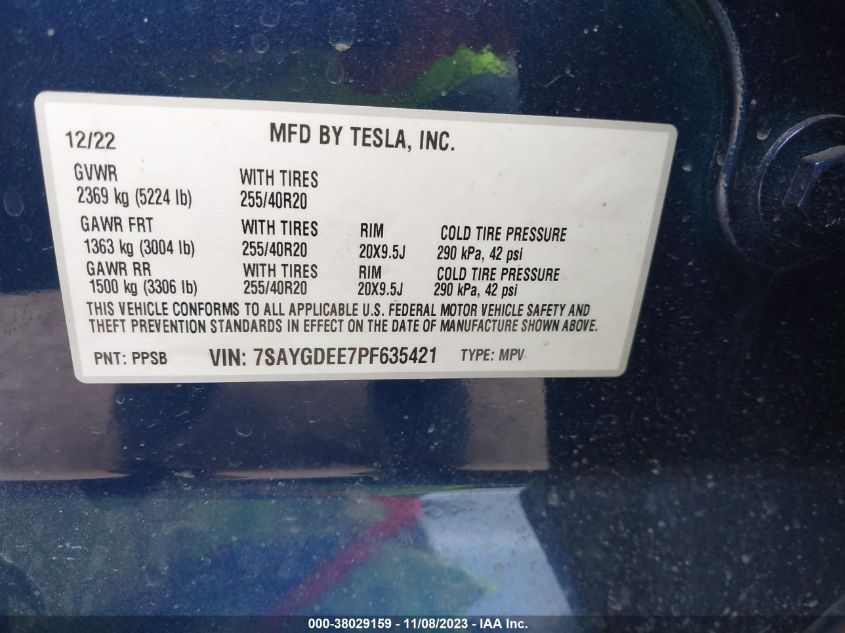 12/22 MFD BY TESLA, INC.
GVWR WITH TIRES
2369 kg (5224 lb) 255/40R20
GAWR FRT WITH TIRES RIM COLD TIRE PRESSURE
1363 kg (3004 lb) 255/40R20 20X9.5J 290 kPa, 42 psi
GAWR RR WITH TIRES RIM COLD TIRE PRESSURE
1500 kg (3306 lb) 255/40R20 20X9.5J 290 kPa, 42 psi
THIS VEHICLE CONFORMS TO ALL APPLICABLE U.S. FEDERAL MOTOR VEHICLE SAFETY AND
THEFT PREVENTION STANDARDS IN EFFECT ON THE DATE OF MANUFACTURE SHOWN ABOVE.
PNT: PPSB VIN: 7SAYGDEE7PF635421 TYPE: MPV
000-38029159 - 11/08/2023 - IAA Inc.